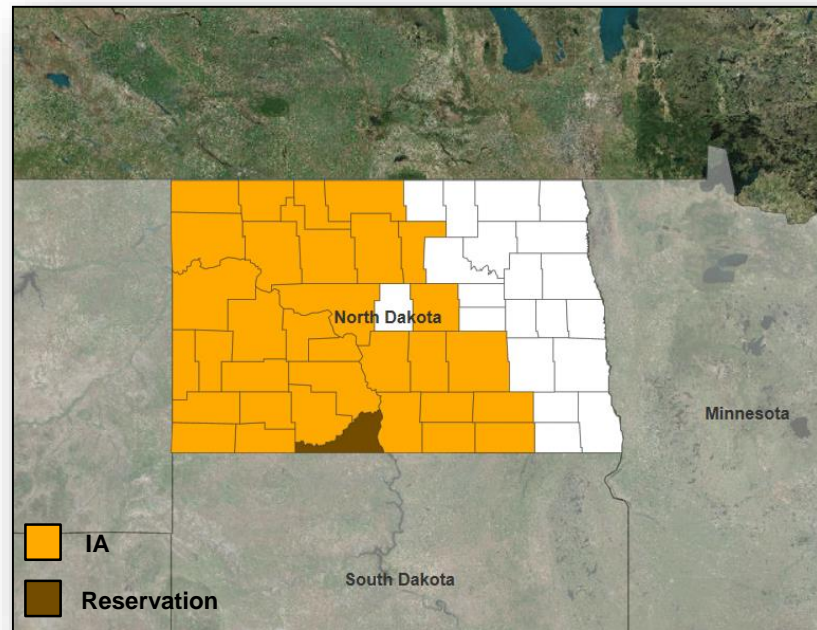 North Dakota
Minnesota
South Dakota
IA
Reservation